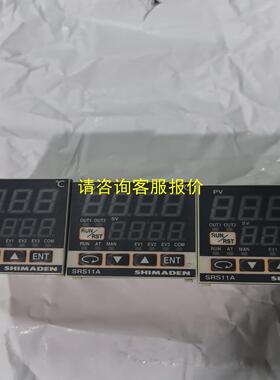 请咨询客服报价
℃
PV
OUT1 OUT2 SV
OUT1 OUT2 SV
RUN/RST
RUN/RST
EV1 EV2 EV3 COM
RUN AT MAN EV1 EV2 EV3 COM
RUN AT MAN
ENT
ENT
SHIMADEN
SRS11A SHIMADEN
SRS11A